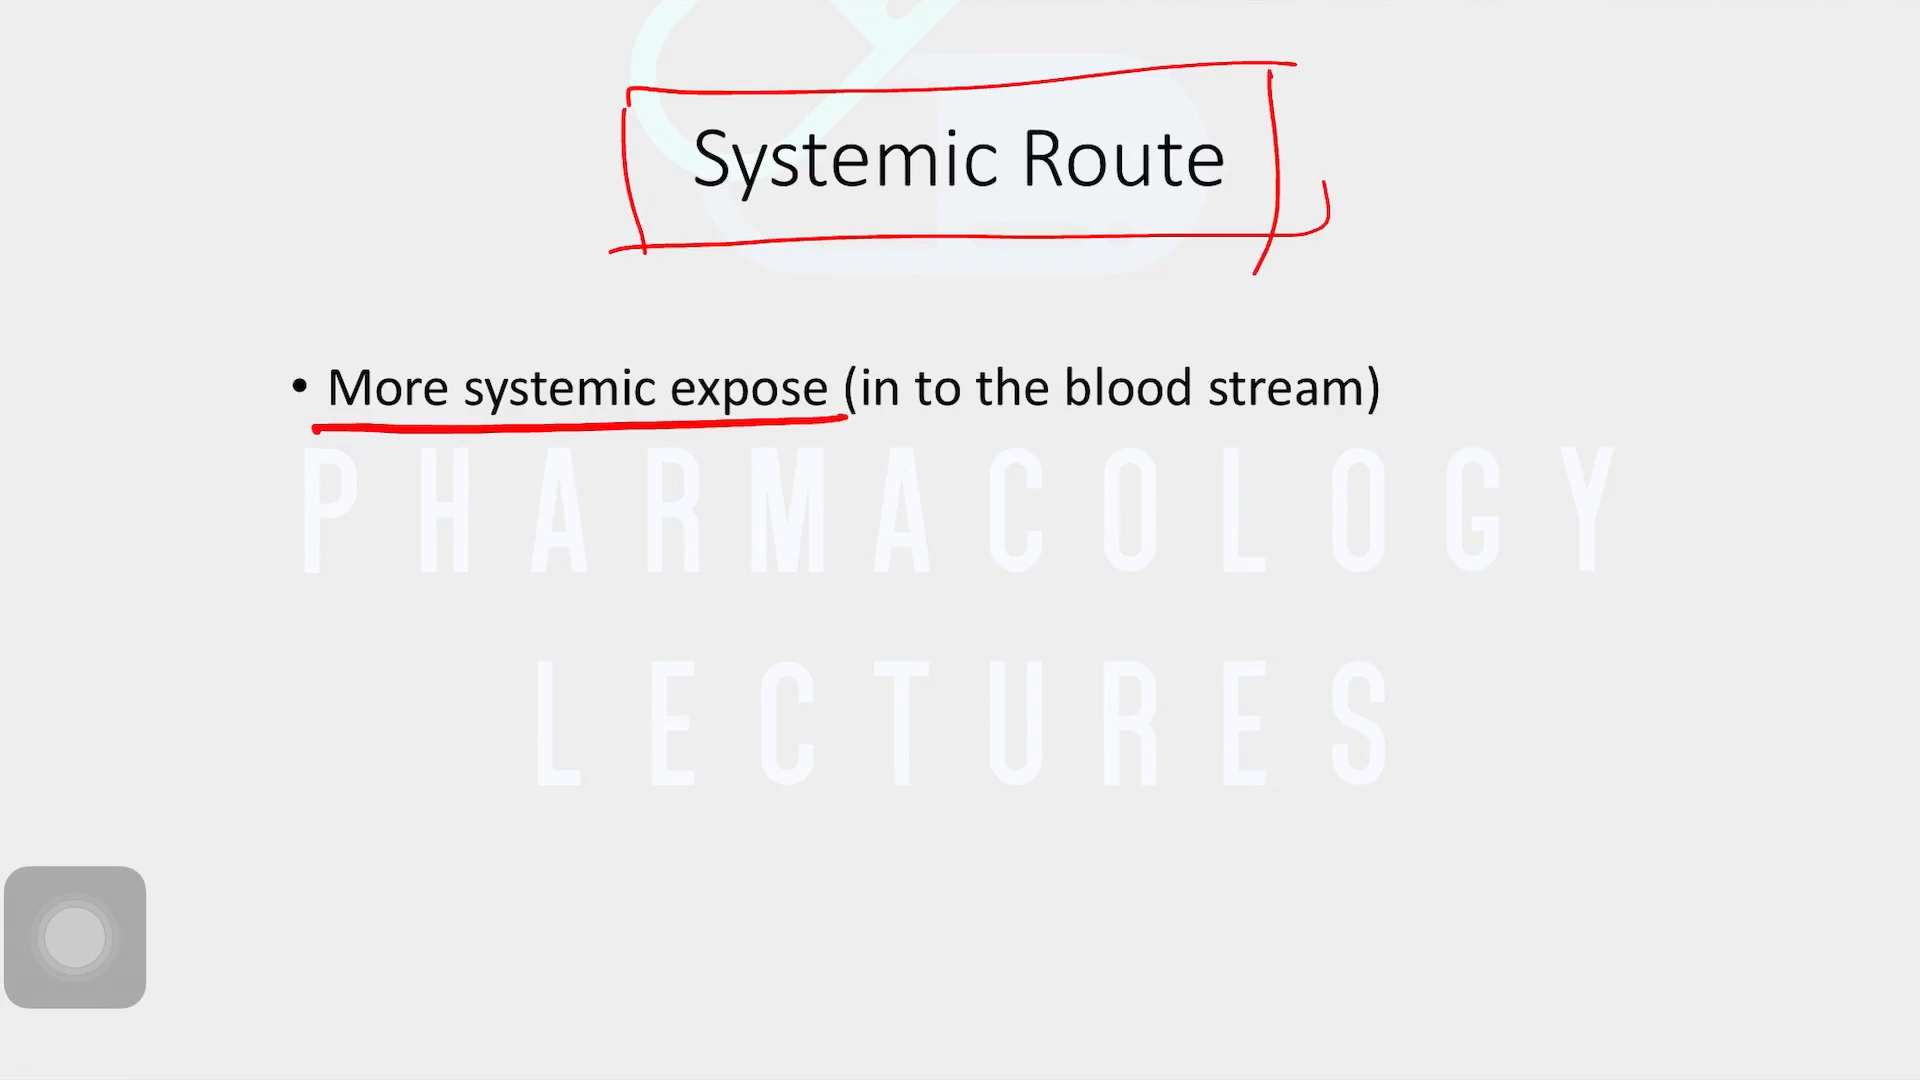 Systemic Route
• More systemic expose (in to the blood stream)
PHARMACOLOGY
LECTURES